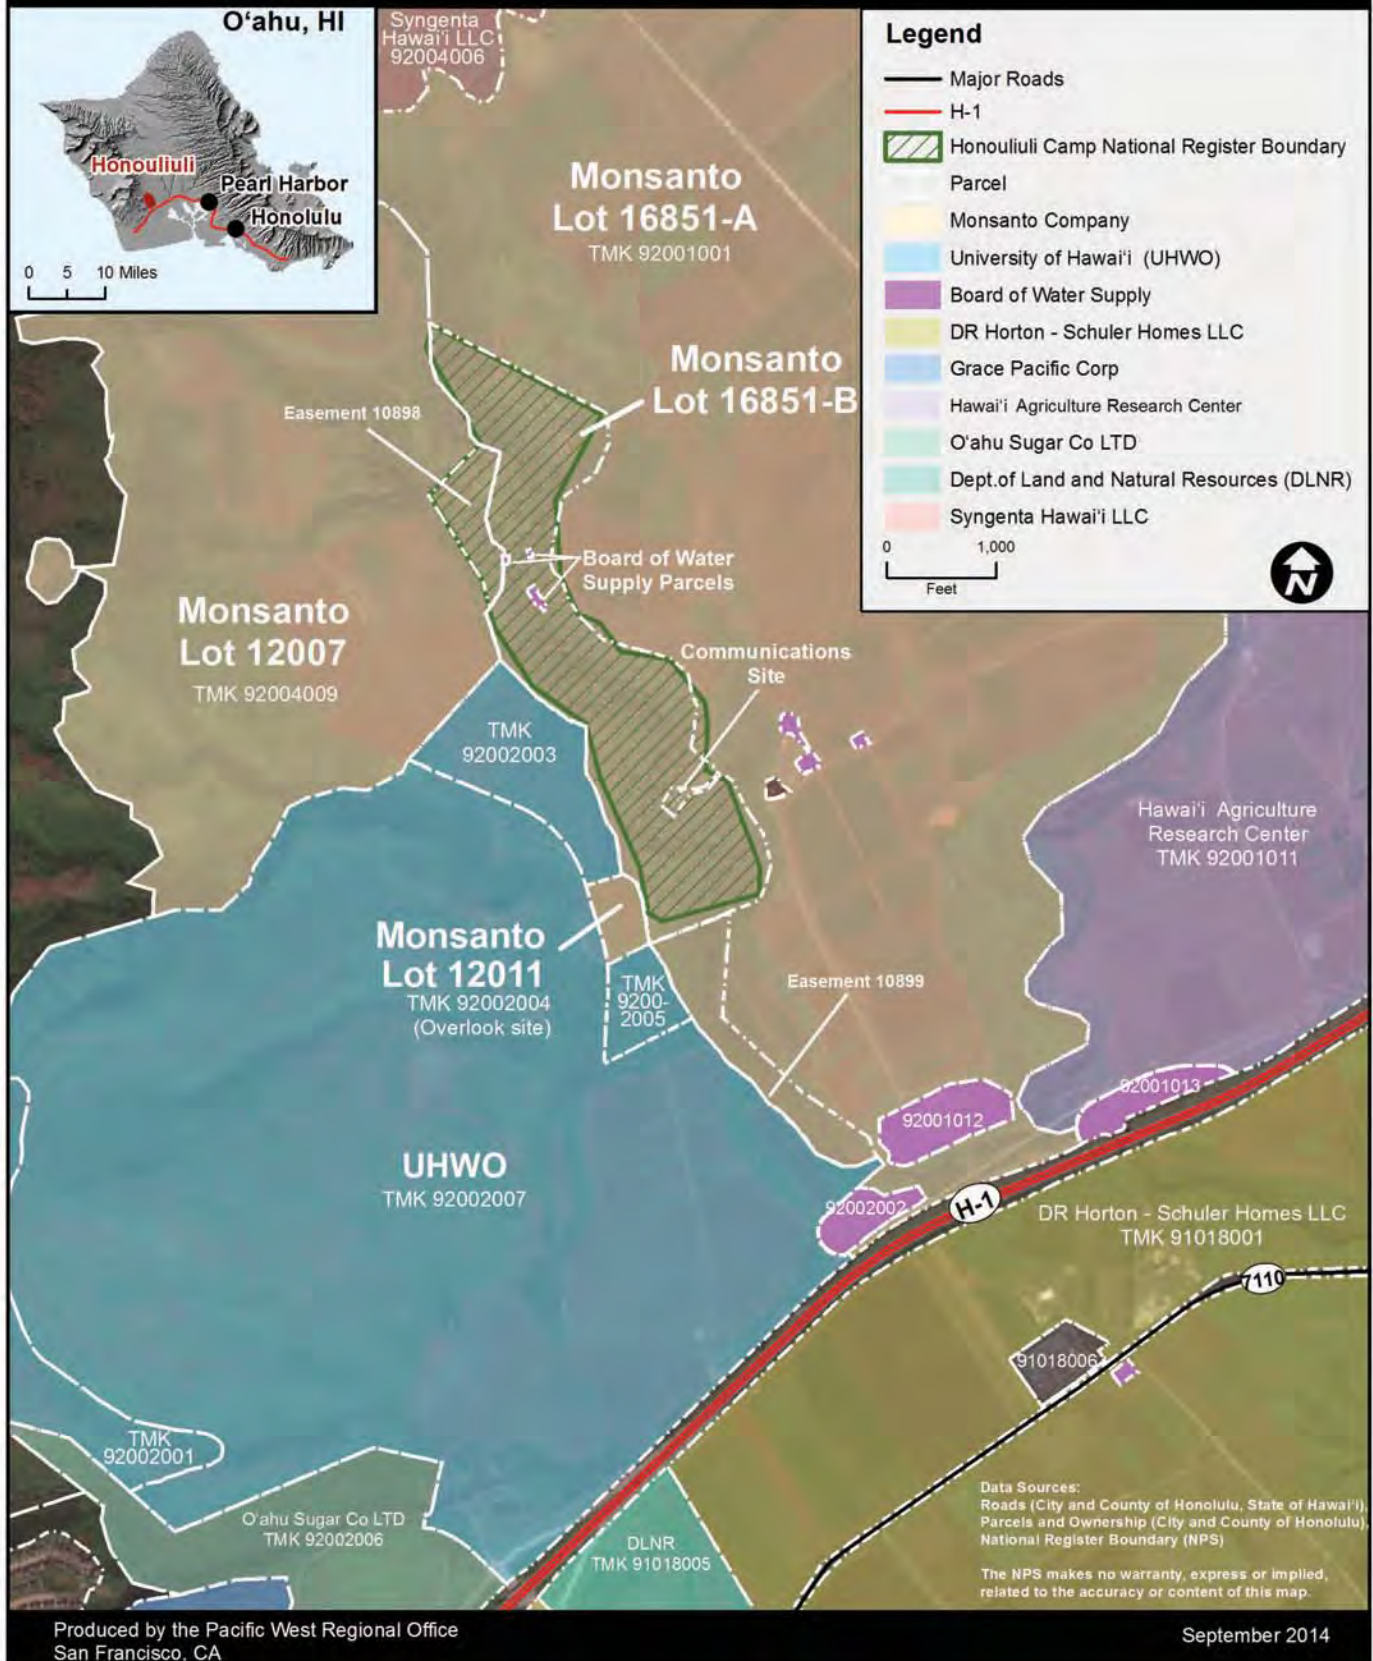 O'ahu, HI
Honouliuli
Pearl Harbor
Honolulu
0 5 10 Miles
Syngenta
Hawai'i LLC
92004006
Legend
Major Roads
H-1
Honouliuli Camp National Register Boundary
Parcel
Monsanto Company
University of Hawai'i (UHWO)
Board of Water Supply
DR Horton - Schuler Homes LLC
Grace Pacific Corp
Hawai'i Agriculture Research Center
O'ahu Sugar Co LTD
Dept.of Land and Natural Resources (DLNR)
Syngenta Hawai'i LLC
0 1,000
Feet
N
Monsanto
Lot 16851-A
TMK 92001001
Monsanto
Lot 16851-B
Easement 10898
Board of Water
Supply Parcels
Monsanto
Lot 12007
TMK 92004009
Communications
Site
TMK
92002003
Hawai'i Agriculture
Research Center
TMK 92001011
Monsanto
Lot 12011
TMK 92002004
(Overlook site)
TMK
9200-
2005
Easement 10899
92001013
92001012
UHWO
TMK 92002007
92002002
H-1
DR Horton - Schuler Homes LLC
TMK 91018001
7110
91018006
TMK
92002001
O'ahu Sugar Co LTD
TMK 92002006
DLNR
TMK 91018005
Data Sources:
Roads (City and County of Honolulu, State of Hawai'i),
Parcels and Ownership (City and County of Honolulu),
National Register Boundary (NPS)
The NPS makes no warranty, express or implied,
related to the accuracy or content of this map.
Produced by the Pacific West Regional Office
San Francisco, CA
September 2014